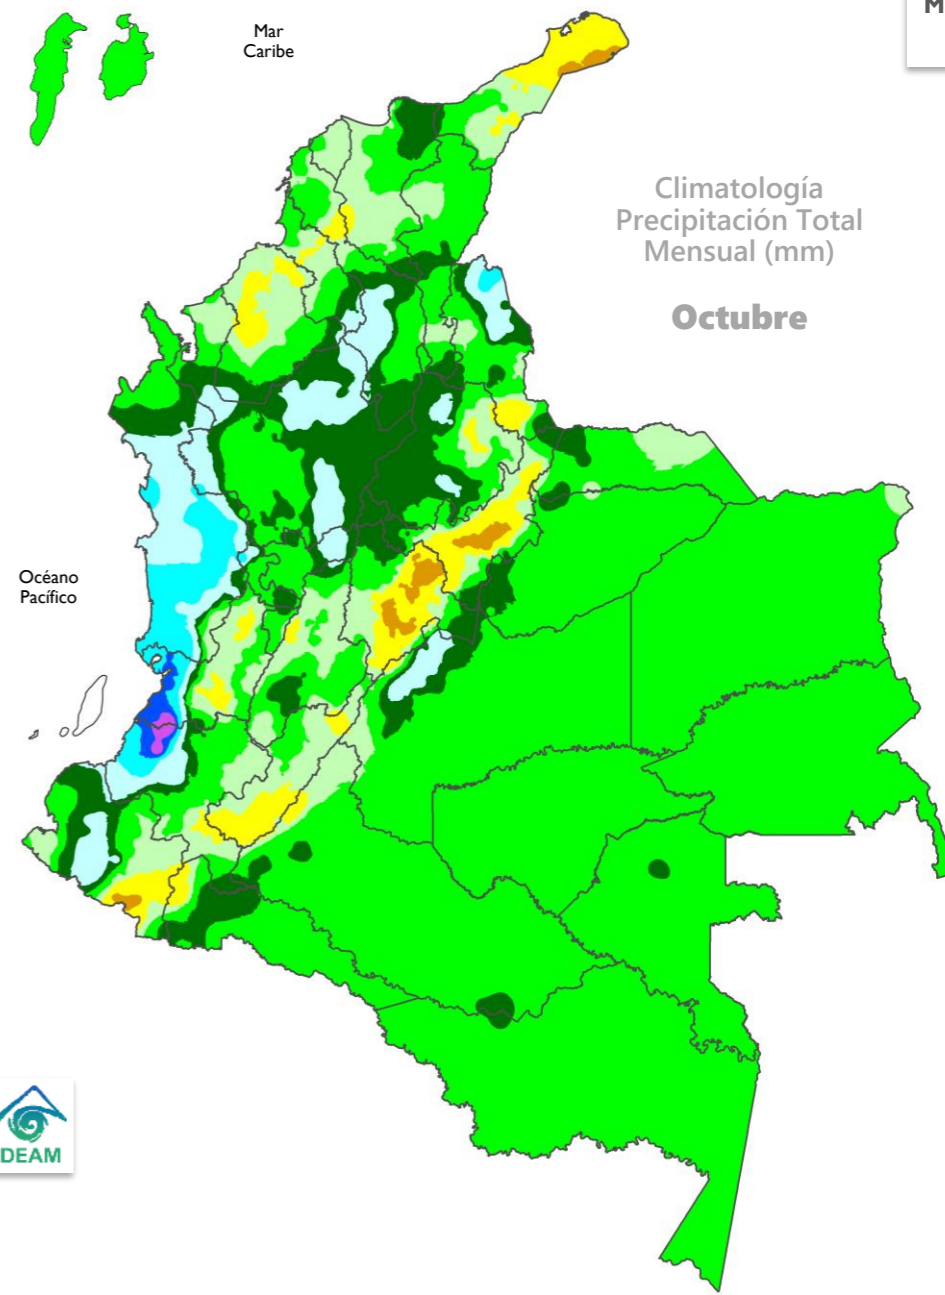 M
Mar
Caribe
Climatología
Precipitación Total
Mensual (mm)
Octubre
Océano
Pacífico
DEAM